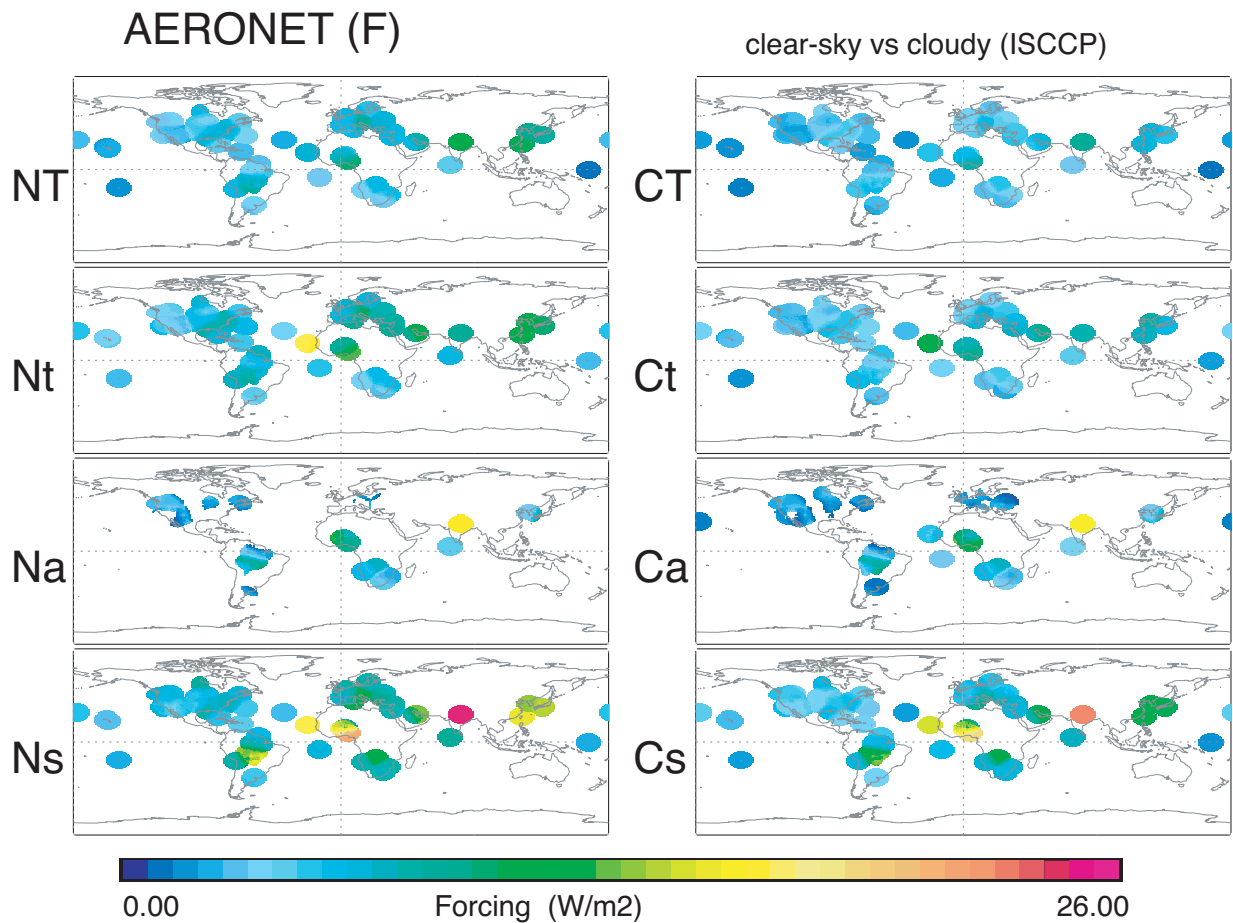 AERONET (F)
clear-sky vs cloudy (ISCCP)
NT
CT
Nt
Ct
Na
Ca
Ns
Cs
0.00
Forcing (W/m2)
26.00